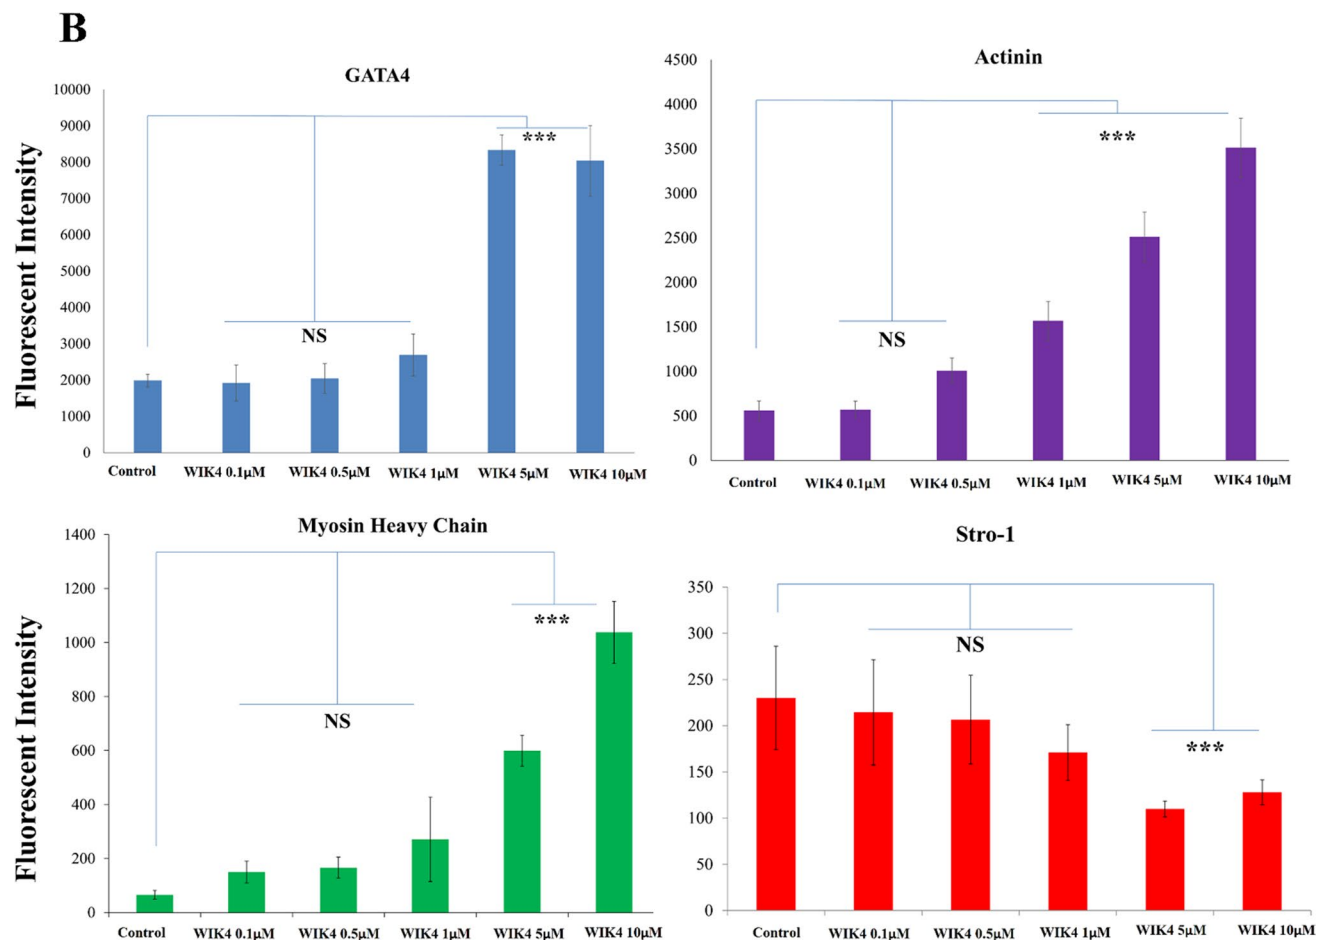 B
GATA4
Fluorescent Intensity
10000
9000
8000
7000
6000
5000
4000
3000
2000
1000
0
***
NS
Control WIK4 0.1μM WIK4 0.5μM WIK4 1μM WIK4 5μM WIK4 10μM
Actinin
4500
4000
3500
3000
2500
2000
1500
1000
500
0
***
NS
Control WIK4 0.1μM WIK4 0.5μM WIK4 1μM WIK4 5μM WIK4 10μM
Myosin Heavy Chain
Fluorescent Intensity
1400
1200
1000
800
600
400
200
0
***
NS
Control WIK4 0.1μM WIK4 0.5μM WIK4 1μM WIK4 5μM WIK4 10μM
Stro-1
350
300
250
200
150
100
50
0
NS
***
Control WIK4 0.1μM WIK4 0.5μM WIK4 1μM WIK4 5μM WIK4 10μM